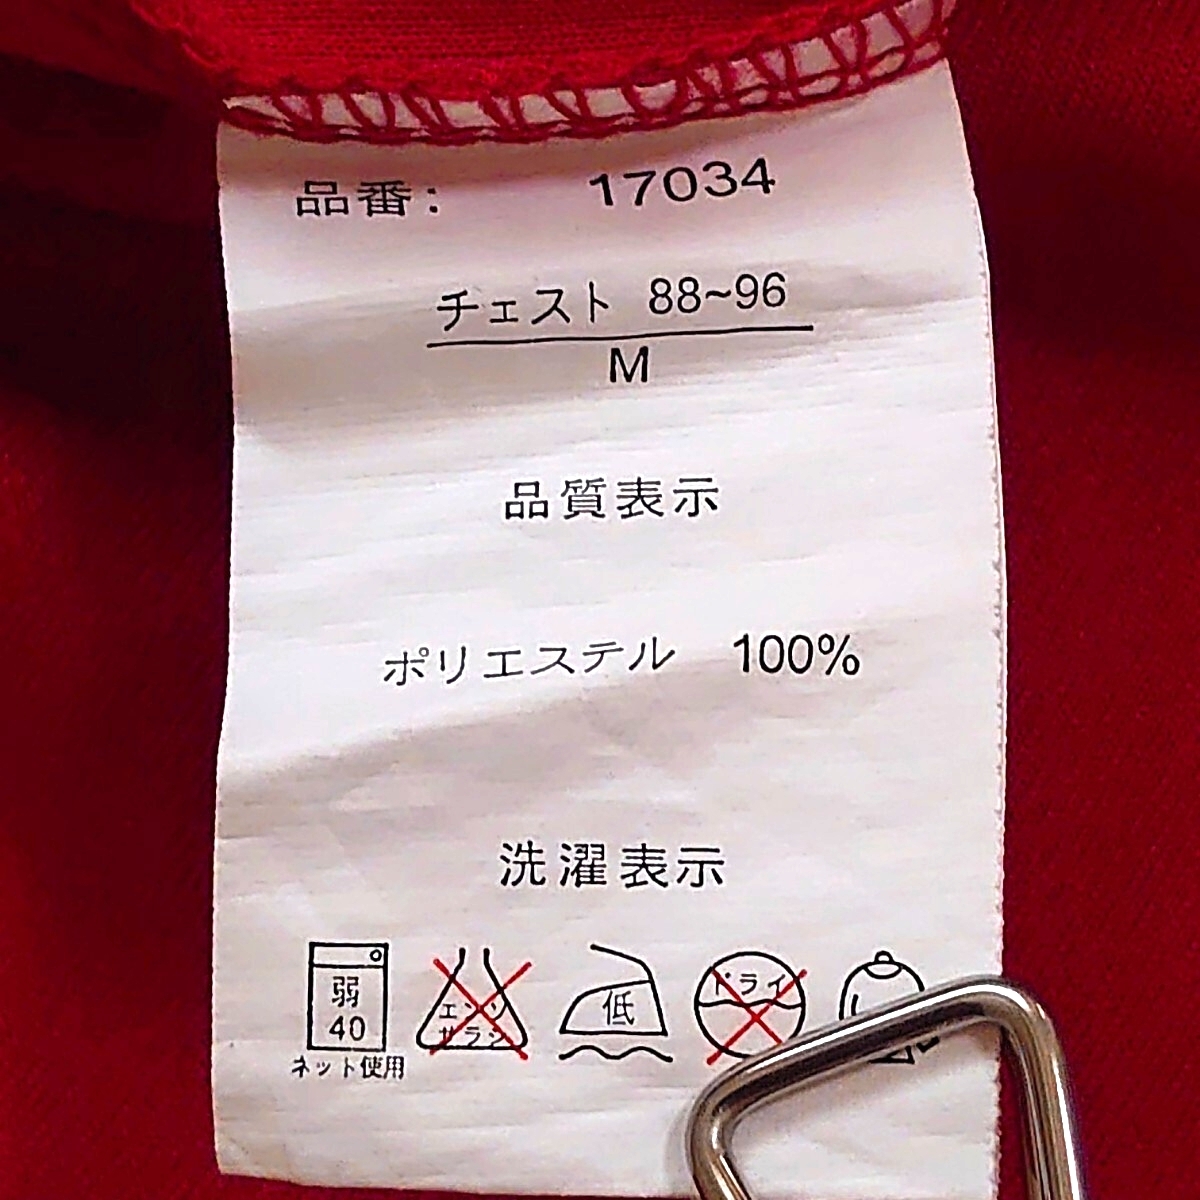 品番: 17034
チェスト 88~96
M
品質表示
ポリエステル 100%
洗濯表示
弱
40
ネット使用
エンソ
サラシ
低
ドライ